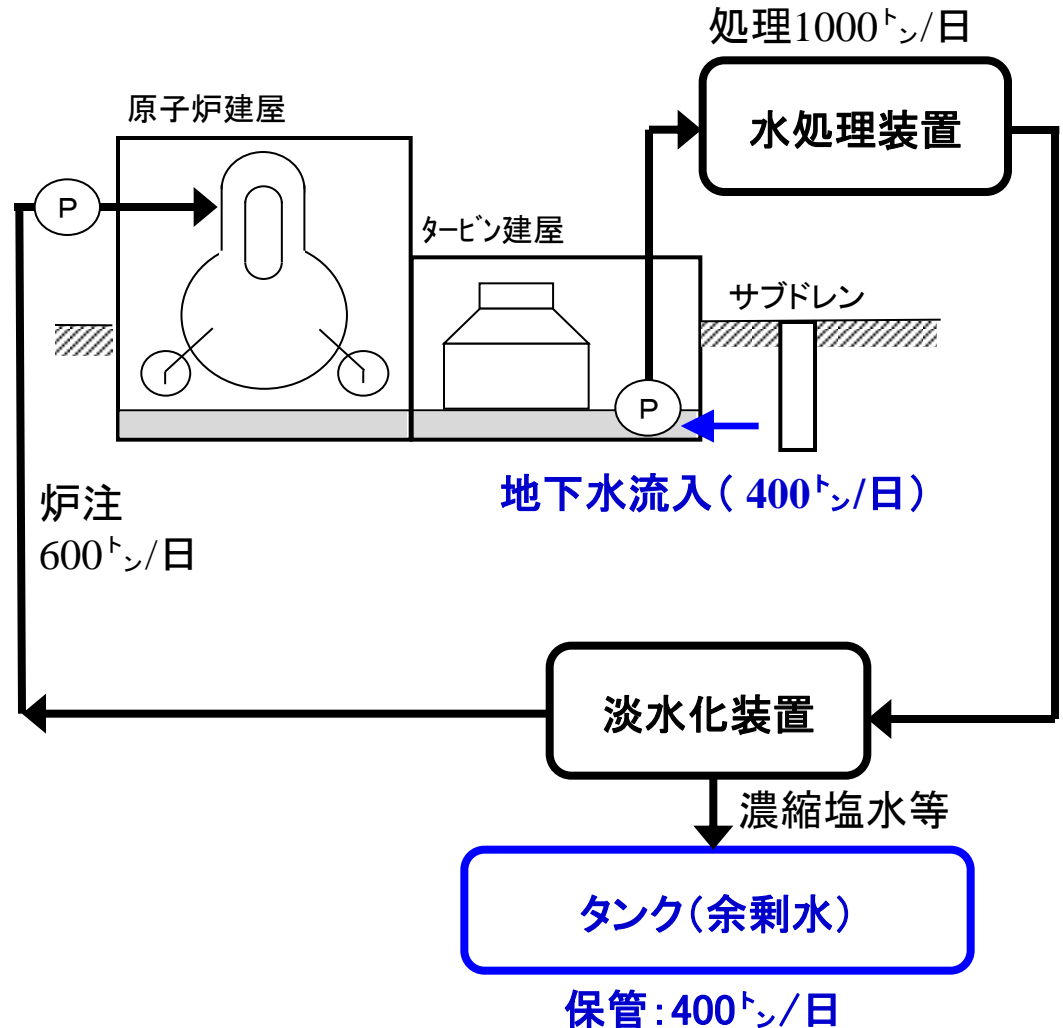 処理1000㌧/日
水処理装置
原子炉建屋
P
ﾀｰﾋﾞﾝ建屋
サブドレン
P
地下水流入( 400㌧/日)
炉注
600㌧/日
淡水化装置
濃縮塩水等
タンク(余剰水)
保管:400㌧/日